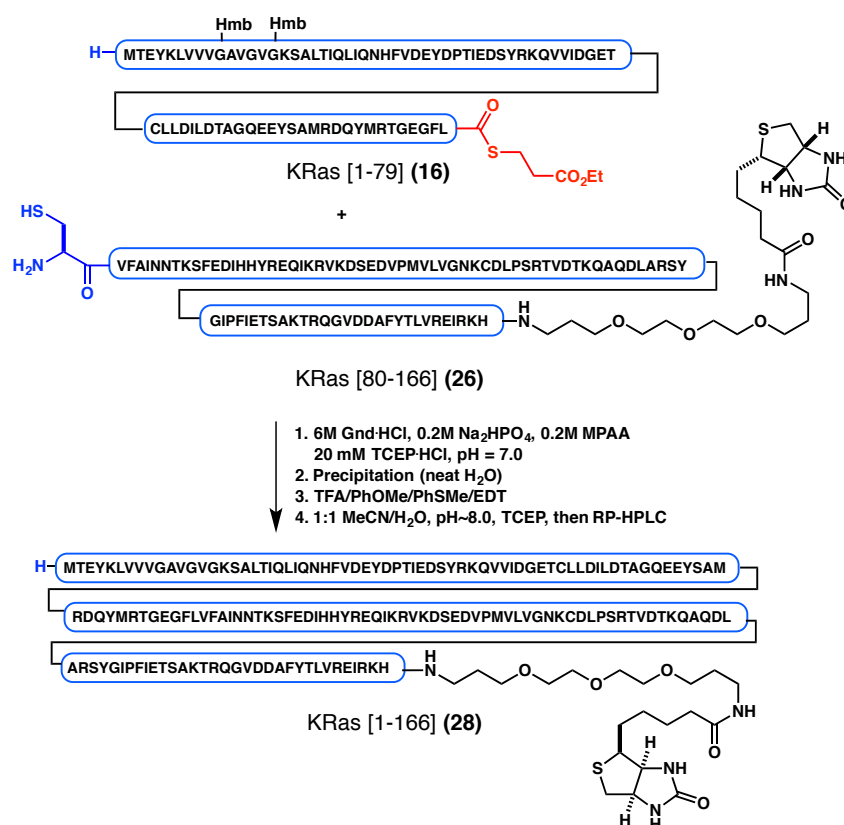 Hmb Hmb
H MTEYKLVVVGAVGVGKSALTIQLIQNHFVDEYDPTIEDSYRKQVVIDGET
CLLDILDTAGQEEYSAMRDQYMRTGEGFL O
S
CO2Et
KRas [1-79] (16)
+
HS
H2N
O
VFAINNTKSFEDIHHYREQIKRVKDSEDVPMVLVGNKCDLPSRTVDTKQAQDLARSY
GIPFIETSAKTRQGVDDAFYTLVREIRKH H
N
O O O
S H
NH
H NH
O
O
HN
KRas [80-166] (26)
1. 6M Gnd·HCl, 0.2M Na2HPO4, 0.2M MPAA
20 mM TCEP·HCl, pH = 7.0
2. Precipitation (neat H2O)
3. TFA/PhOMe/PhSMe/EDT
4. 1:1 MeCN/H2O, pH~8.0, TCEP, then RP-HPLC
H MTEYKLVVVGAVGVGKSALTIQLIQNHFVDEYDPTIEDSYRKQVVIDGETCLLDILDTAGQEEYSAM
RDQYMRTGEGFLVFAINNTKSFEDIHHYREQIKRVKDSEDVPMVLVGNKCDLPSRTVDTKQAQDL
ARSYGIPFIETSAKTRQGVDDAFYTLVREIRKH H
N
O O O
NH
O
KRas [1-166] (28)
H
S NH
O
H N
H